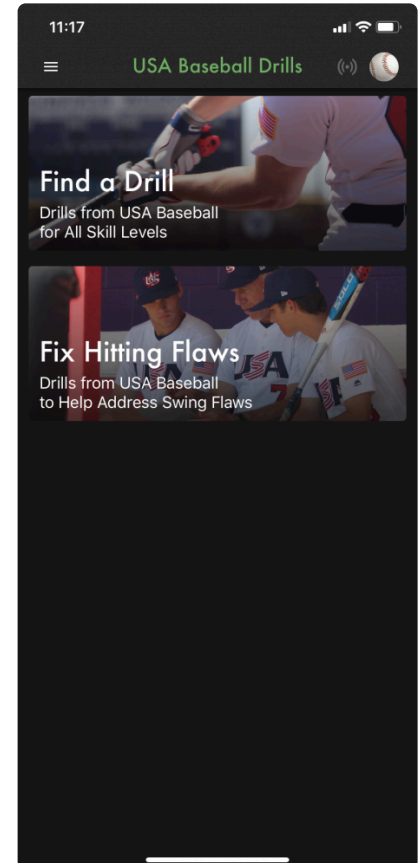 11:17
USA Baseball Drills
Find a Drill
Drills from USA Baseball
for All Skill Levels
Fix Hitting Flaws
Drills from USA Baseball
to Help Address Swing Flaws